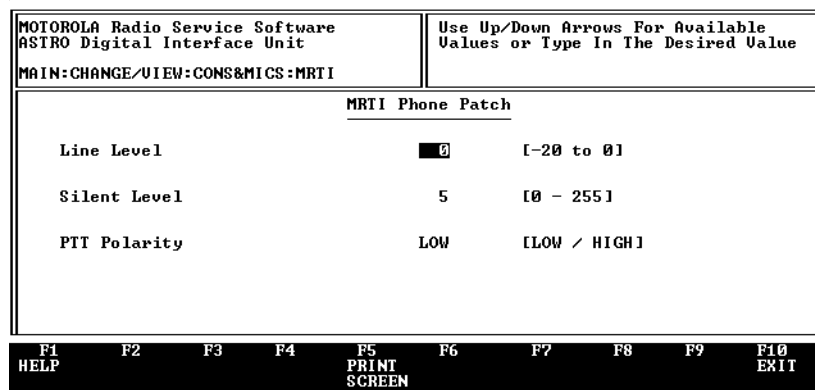 MOTOROLA Radio Service Software
ASTRO Digital Interface Unit
MAIN:CHANGE/VIEW:CONS&MICS:MRTI
Use Up/Down Arrows For Available
Values or Type In The Desired Value
MRTI Phone Patch
Line Level 0 [-20 to 0]
Silent Level 5 [0 - 255]
PTT Polarity LOW [LOW / HIGH]
F1 F2 F3 F4 F5 F6 F7 F8 F9 F10
HELP PRINT EXIT
SCREEN